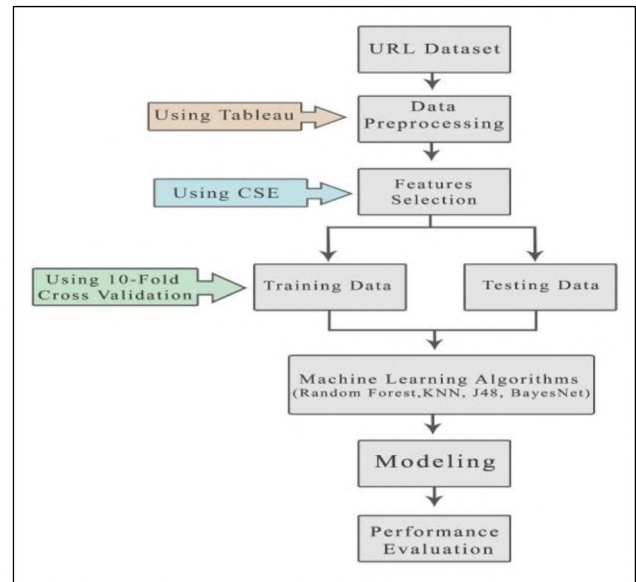 URL Dataset
Using Tableau
Data
Preprocessing
Using CSE
Features
Selection
Using 10-Fold
Cross Validation
Training Data
Testing Data
Machine Learning Algorithms
(Random Forest,KNN, J48, BayesNet)
Modeling
Performance
Evaluation